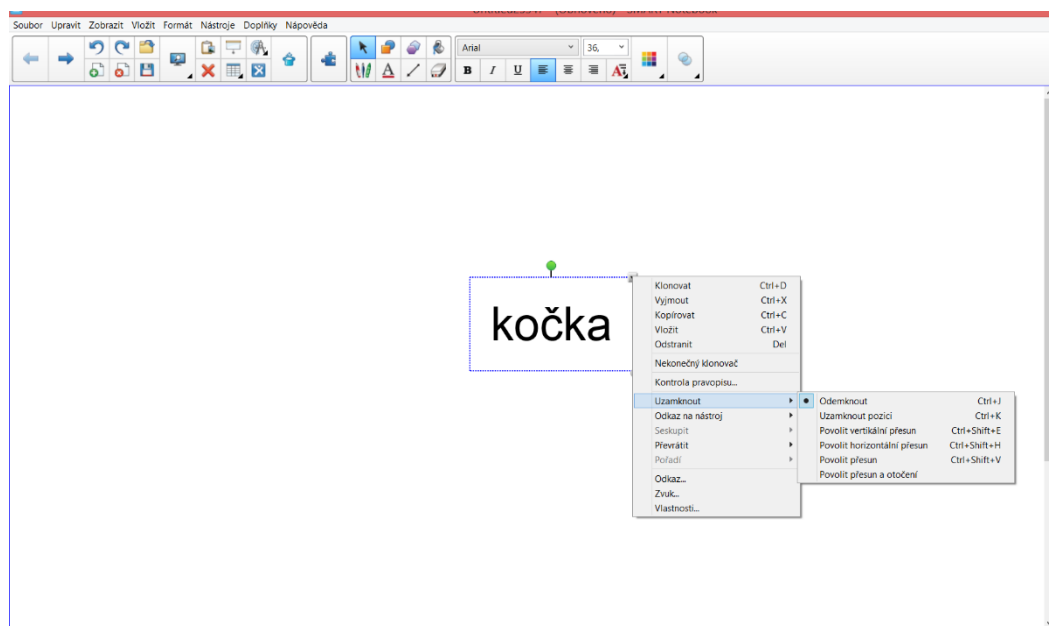 Soubor Upravit Zobrazit Vložit Formát Nástroje Doplňky Nápověda
Arial 36,
B I U
kočka
Klonovat Ctrl+D
Vyjmout Ctrl+X
Kopírovat Ctrl+C
Vložit Ctrl+V
Odstranit Del
Nekonečný klonovač
Kontrola pravopisu...
Uzamknout
Odkaz na nástroj
Seskupit
Převrátit
Pořadí
Odkaz...
Zvuk...
Vlastnosti...
Odemknout Ctrl+J
Uzamknout pozici Ctrl+K
Povolit vertikální přesun Ctrl+Shift+E
Povolit horizontální přesun Ctrl+Shift+H
Povolit přesun Ctrl+Shift+V
Povolit přesun a otočení